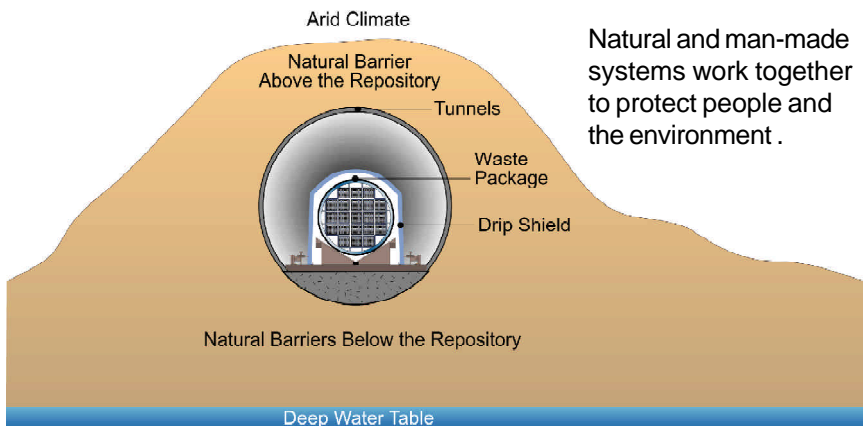 Arid Climate
Natural Barrier
Above the Repository
Natural and man-made
systems work together
to protect people and
the environment .
Tunnels
Waste
Package
Drip Shield
Natural Barriers Below the Repository
Deep Water Table